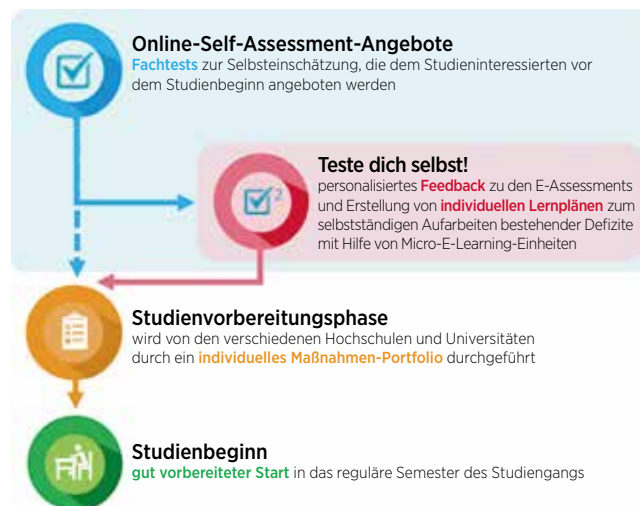 Online-Self-Assessment-Angebote
Fachtests zur Selbsteinschätzung, die dem Studieninteressierten vor
dem Studienbeginn angeboten werden
Teste dich selbst!
personalisiertes Feedback zu den E-Assessments
und Erstellung von individuellen Lernplänen zum
selbstständigen Aufarbeiten bestehender Defizite
mit Hilfe von Micro-E-Learning-Einheiten
2
Studienvorbereitungsphase
wird von den verschiedenen Hochschulen und Universitäten
durch ein individuelles Maßnahmen-Portfolio durchgeführt
Studienbeginn
gut vorbereiteter Start in das reguläre Semester des Studiengangs